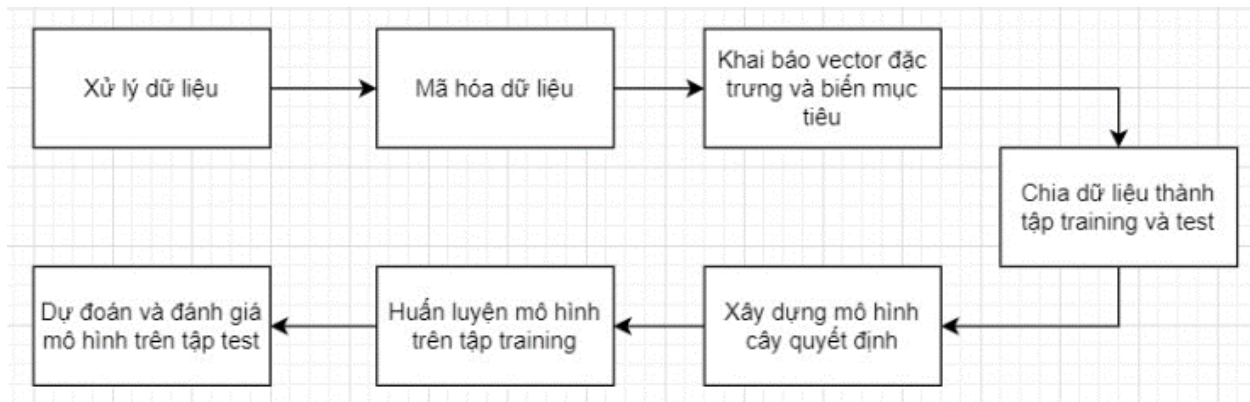 Xử lý dữ liệu
Mã hóa dữ liệu
Khai báo vector đặc
trưng và biến mục
tiêu
Chia dữ liệu thành
tập training và test
Xây dựng mô hình
cây quyết định
Huấn luyện mô hình
trên tập training
Dự đoán và đánh giá
mô hình trên tập test